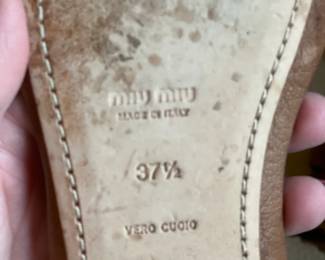 miu miu
MADE IN ITALY
37½
VERO CUOIO